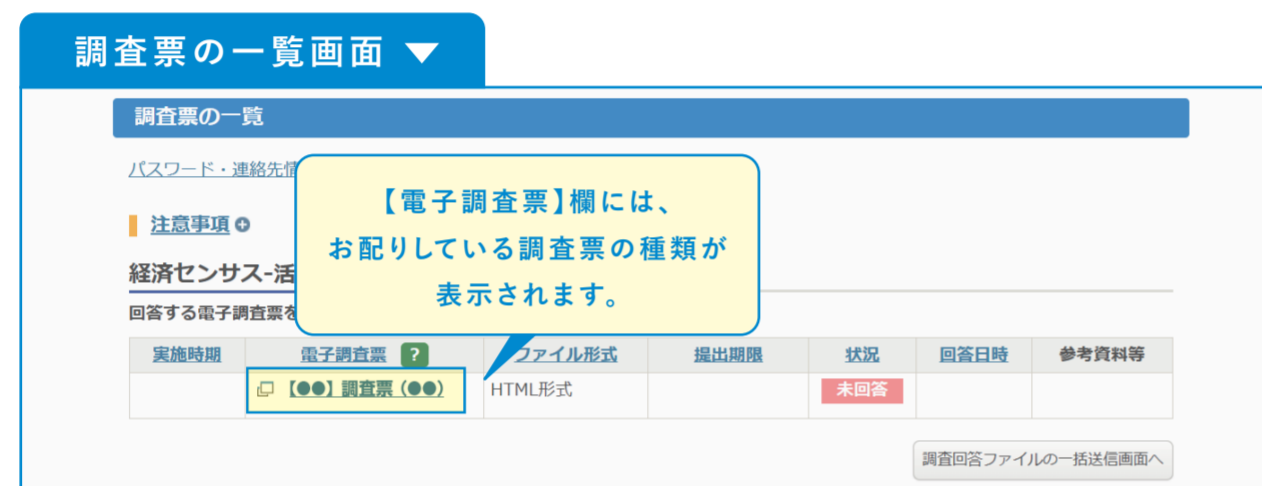 調査票の一覧画面 ▼
調査票の一覧
パスワード・連絡先情
注意事項
【電子調査票】欄には、
お配りしている調査票の種類が
表示されます。
経済センサス-活
回答する電子調査票を
実施時期 電子調査票 ? ファイル形式 提出期限 状況 回答日時 参考資料等
【●●】調査票（●●） HTML形式 未回答
調査回答ファイルの一括送信画面へ